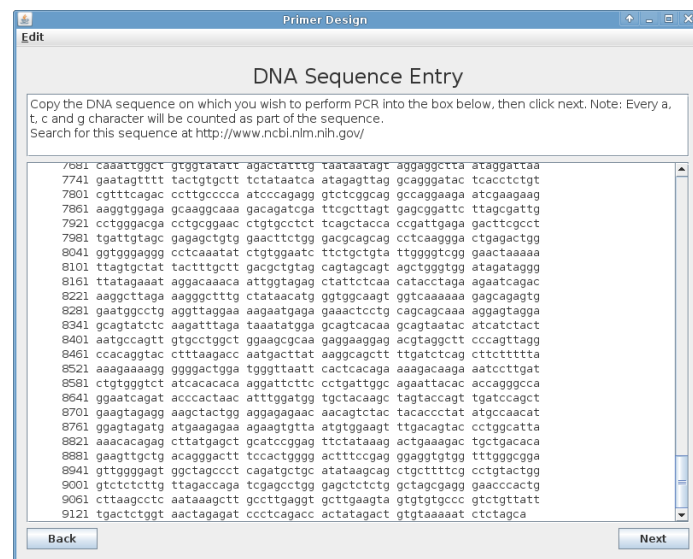 Primer Design
Edit
DNA Sequence Entry
Copy the DNA sequence on which you wish to perform PCR into the box below, then click next. Note: Every a,
t, c and g character will be counted as part of the sequence.
Search for this sequence at http://www.ncbi.nlm.nih.gov/
7681 caaattggct gtggtatatt agactatttg taataatagt aggaggctta ataggattaa
7741 gaatagtttt tactgtgctt tctataatca atagagttag gcagggatac tcacctctgt
7801 cgtttcagac ccttgcccca atcccagagg gtctcggcag gccaggaaga atcgaagaag
7861 aaggtggaga gcaaggcaaa gacagatcga ttcgcttagt gagcggattc ttagcgattg
7921 cctgggacga cctgcggaac ctgtgcctct tcagctacca ccgattgaga gacttcgcct
7981 tgattgtagc gagagctgtg gaacttctgg gacgcagcag cctcaaggga ctgagactgg
8041 ggtgggaggg cctcaaatat ctgtggaatc ttctgctgta ttggggtcgg gaactaaaaa
8101 ttagtgctat tactttgctt gacgctgtag cagtagcagt agctgggtgg atagataggg
8161 ttatagaaat aggacaaaca attggtagag ctattctcaa catacctaga agaatcagac
8221 aaggcttaga aagggctttg ctataacatg ggtggcaagt ggtcaaaaaa gagcagagtg
8281 gaatggcctg aggttaggaa aagaatgaga gaaactcctg cagcagcaaa aggagtagga
8341 gcagtatctc aagatttaga taaatatgga gcagtcacaa gcagtaatac atcatctact
8401 aatgccagtt gtgcctggct ggaagcgcaa gaggaaggag acgtaggctt cccagttagg
8461 ccacaggtac ctttaagacc aatgacttat aaggcagctt ttgatctcag cttcttttta
8521 aaagaaaagg ggggactgga tgggttaatt cactcacaga aaagacaaga aatccttgat
8581 ctgtgggtct atcacacaca aggattcttc cctgattggc agaattacac accagggcca
8641 ggaatcagat acccactaac atttggatgg tgctacaagc tagtaccagt tgatccagct
8701 gaagtagagg aagctactgg aggagagaac aacagtctac tacaccctat atgccaacat
8761 ggagtagatg atgaagagaa agaagtgtta atgtggaagt ttgacagtac cctggcatta
8821 aaacacagag cttatgagct gcatccggag ttctataaag actgaaagac tgctgacaca
8881 gaagttgctg acagggactt tccactgggg actttccgag ggaggtgtgg tttgggcgga
8941 gttggggagt ggctagccct cagatgctgc atataagcag ctgcttttcg cctgtactgg
9001 gtctctcttg ttagaccaga tcgagcctgg gagctctctg gctagcgagg gaacccactg
9061 cttaagcctc aataaagctt gccttgaggt gcttgaagta gtgtgtgccc gtctgttatt
9121 tgactctggt aactagagat ccctcagacc actatagact gtgtaaaaat ctctagca
Back
Next